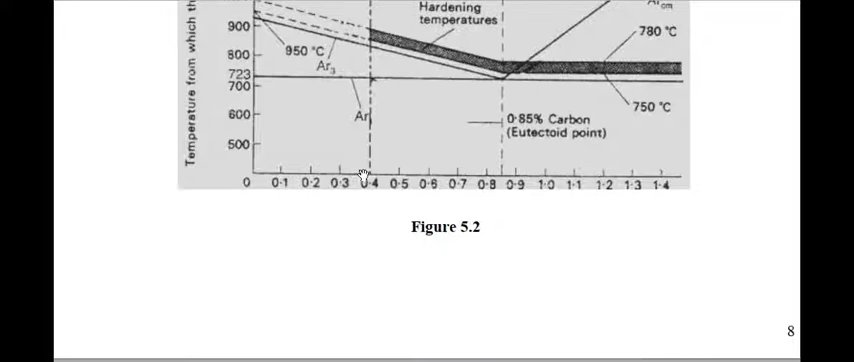 Hardening
temperatures
900
780 °C
950 °C
Ar3
800
723
700
750 °C
Ar
0·85% Carbon
(Eutectoid point)
600
500
0 0·1 0·2 0·3 0·4 0·5 0·6 0·7 0·8 0·9 1·0 1·1 1·2 1·3 1·4
Temperature from which
Figure 5.2
8